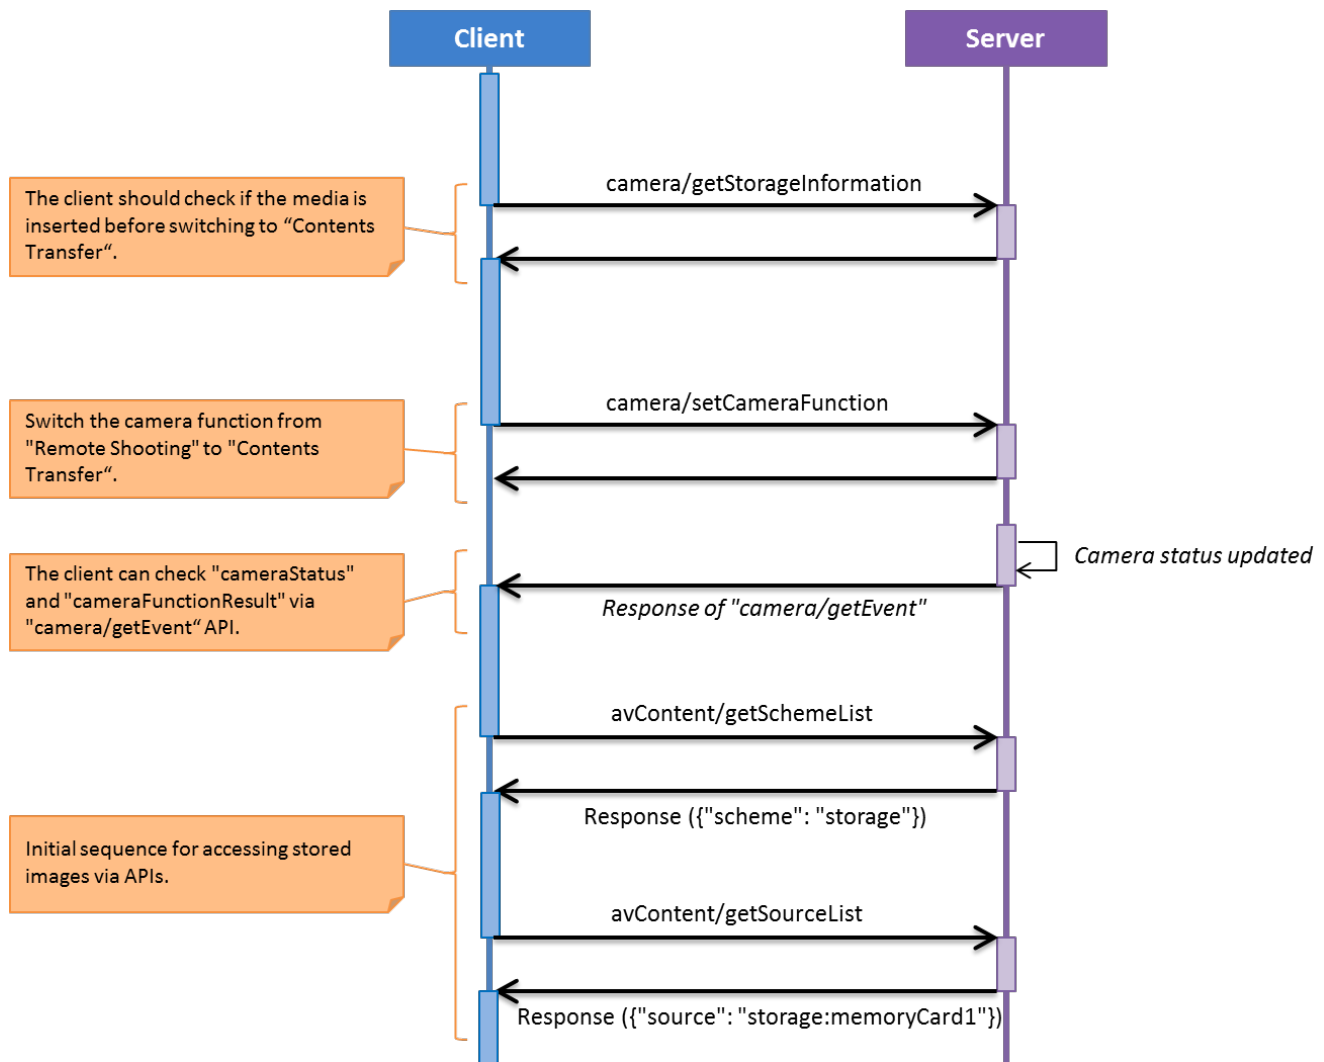 Client
Server
camera/getStorageInformation
The client should check if the media is
inserted before switching to “Contents
Transfer“.
camera/setCameraFunction
Switch the camera function from
"Remote Shooting" to "Contents
Transfer“.
Camera status updated
The client can check "cameraStatus"
and "cameraFunctionResult" via
"camera/getEvent“ API.
Response of "camera/getEvent"
avContent/getSchemeList
Response ({"scheme": "storage"})
Initial sequence for accessing stored
images via APIs.
avContent/getSourceList
Response ({"source": "storage:memoryCard1"})